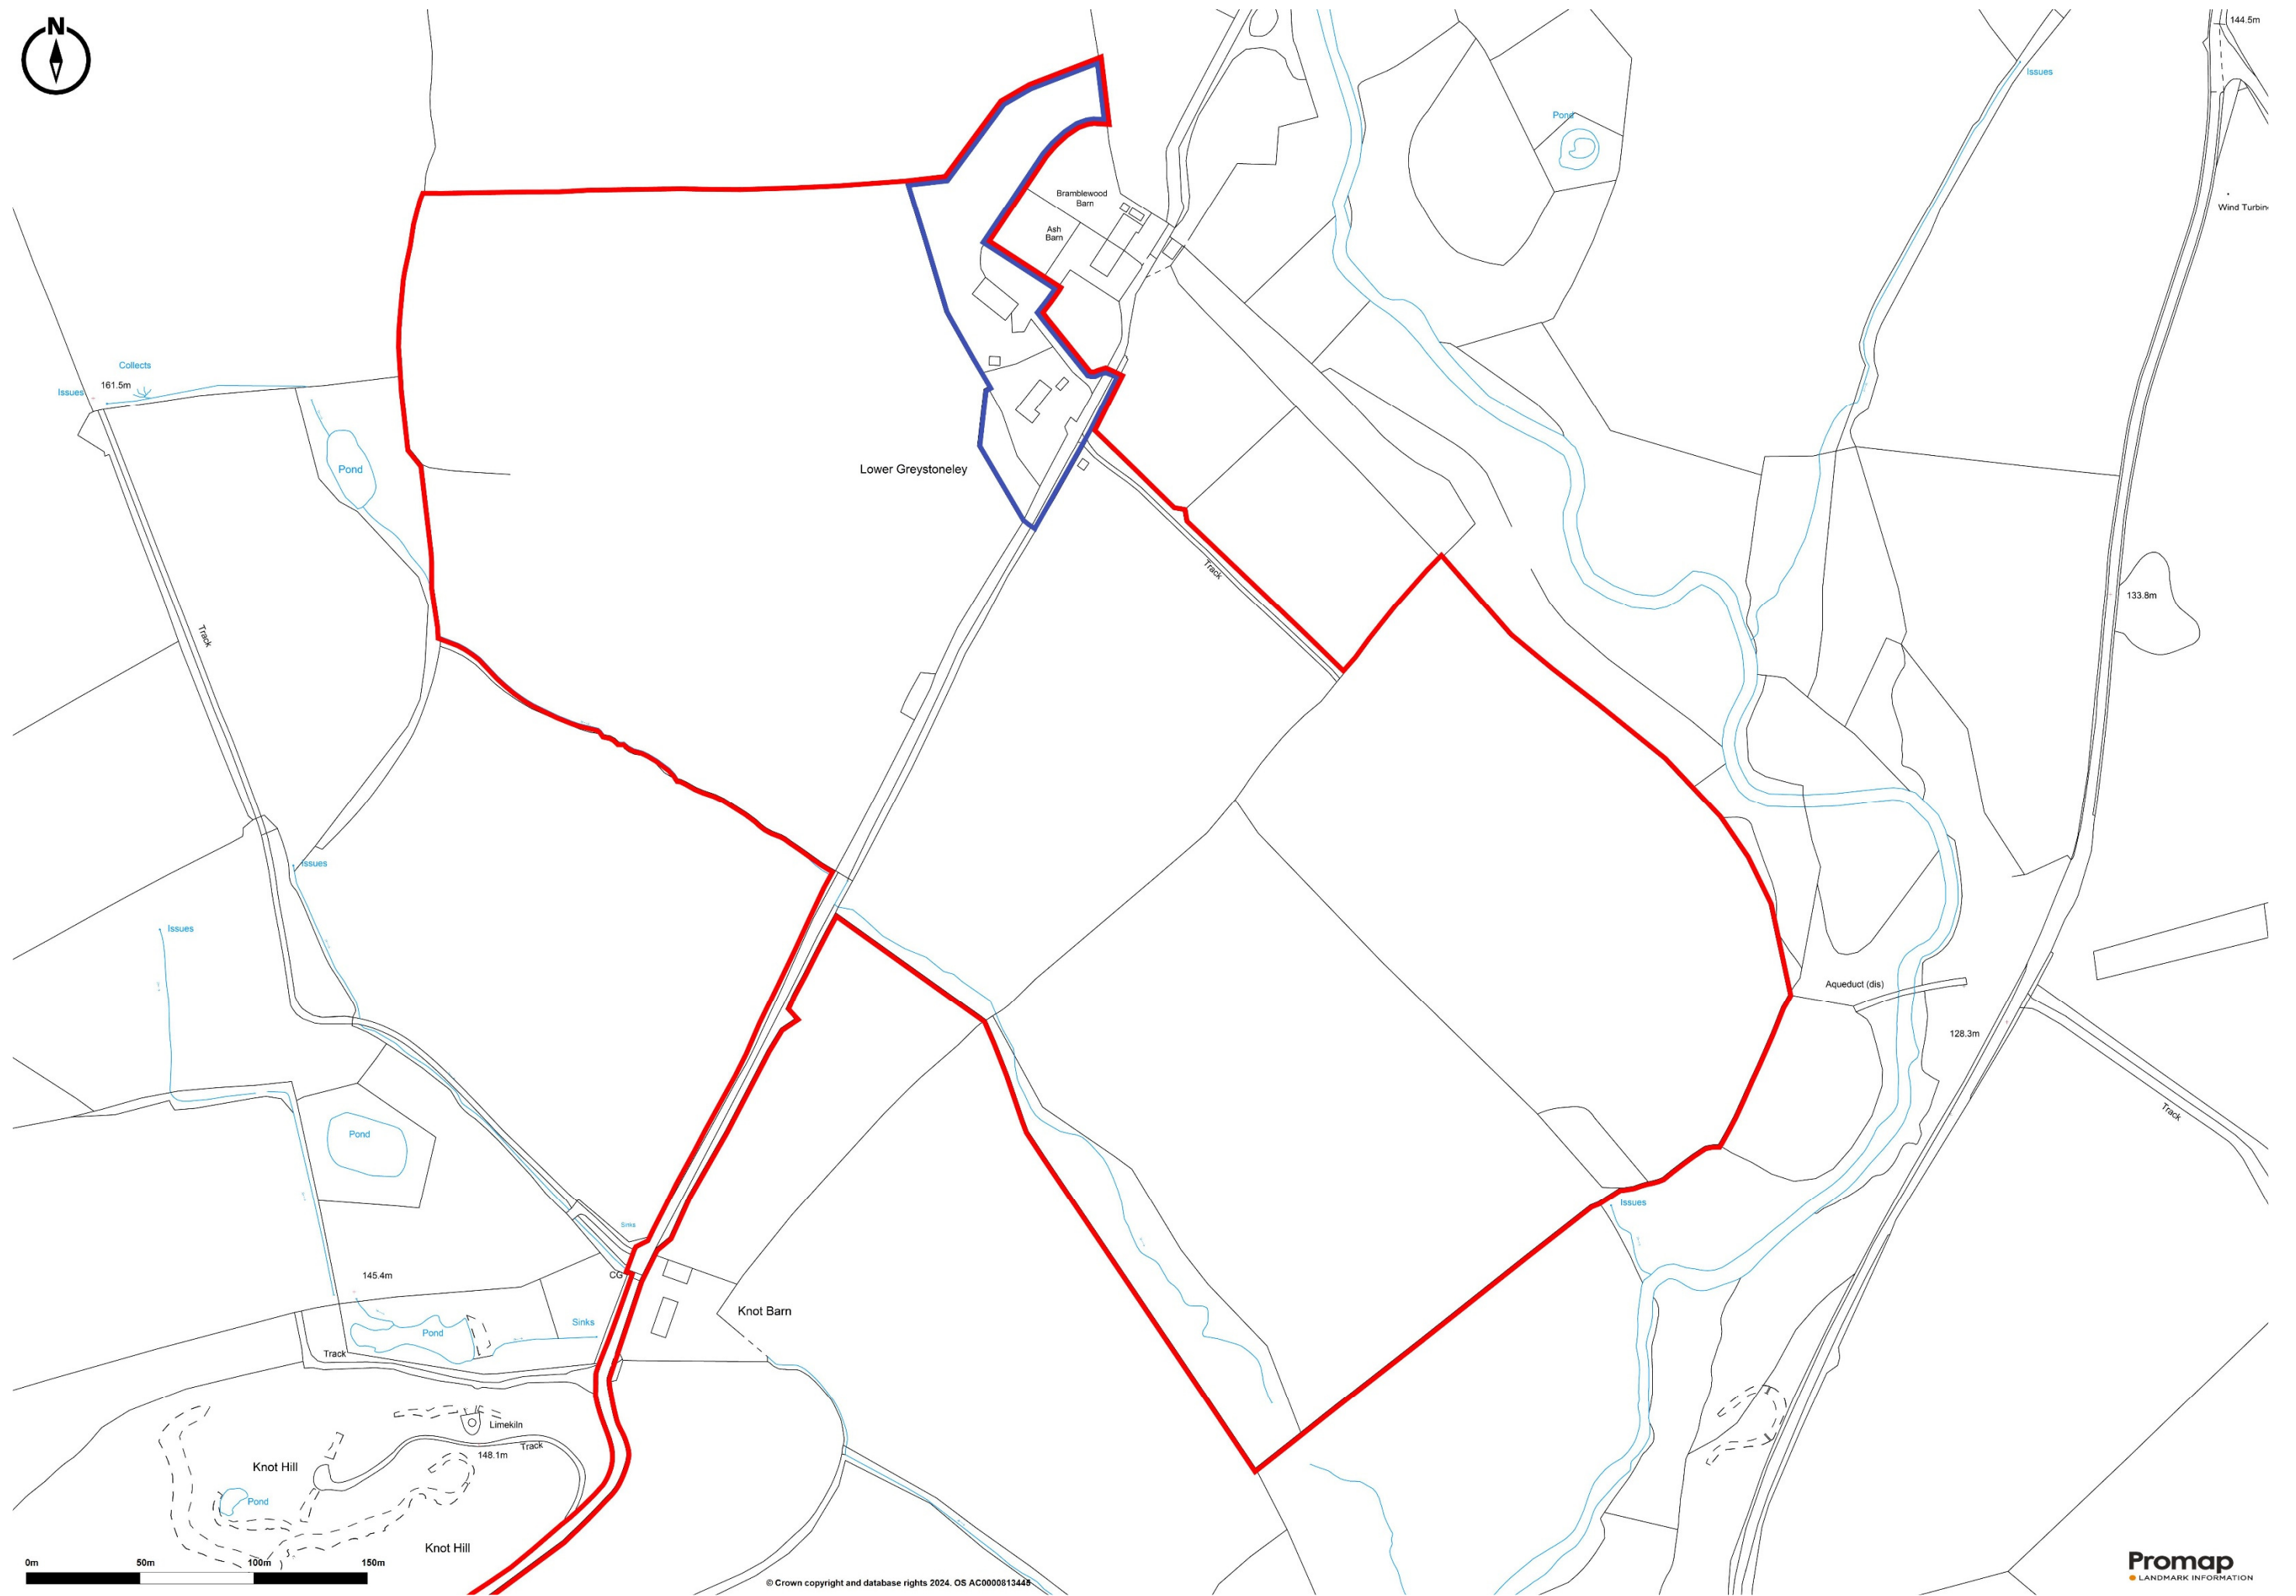 N
144.5m
Issues
Pond
Bramblewood
Barn
Wind Turbin
Ash
Barn
Collects
161.5m
Issues
Pond
Lower Greystoneley
Track
133.8m
Track
Issues
Issues
Aqueduct (dis)
128.3m
Track
Pond
Issues
Sinks
145.4m
CG
Knot Barn
Sinks
Pond
Track
Limekiln
Track
148.1m
Knot Hill
Pond
Knot Hill
0m 50m 100m 150m
© Crown copyright and database rights 2024. OS AC0000813445
Promap
LANDMARK INFORMATION